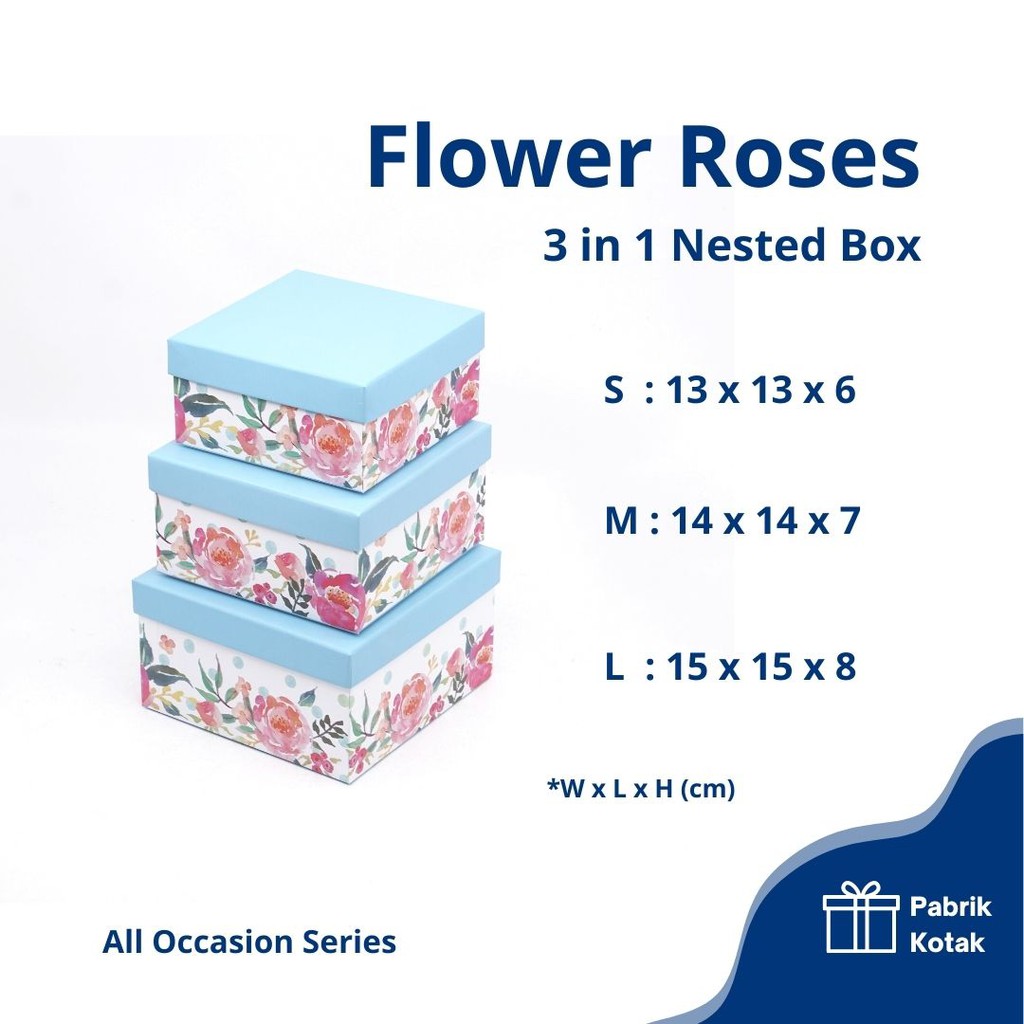 Flower Roses
3 in 1 Nested Box
S : 13 x 13 x 6
M : 14 x 14 x 7
L : 15 x 15 x 8
*W x L x H (cm)
All Occasion Series
Pabrik
Kotak